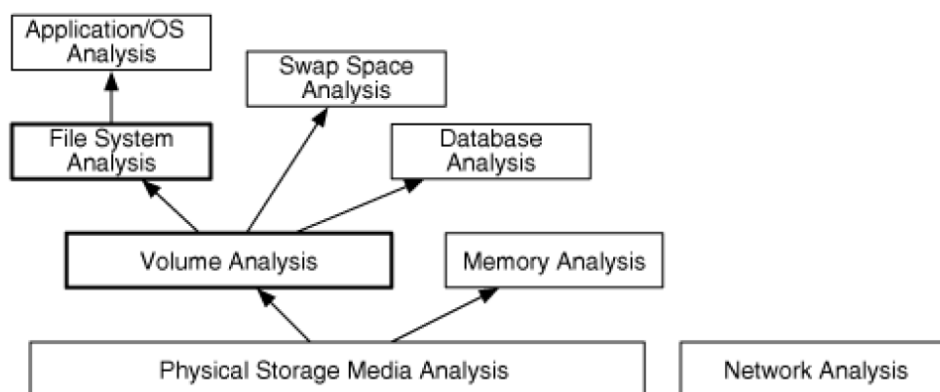 Application/OS
Analysis
Swap Space
Analysis
File System
Analysis
Database
Analysis
Volume Analysis
Memory Analysis
Physical Storage Media Analysis
Network Analysis